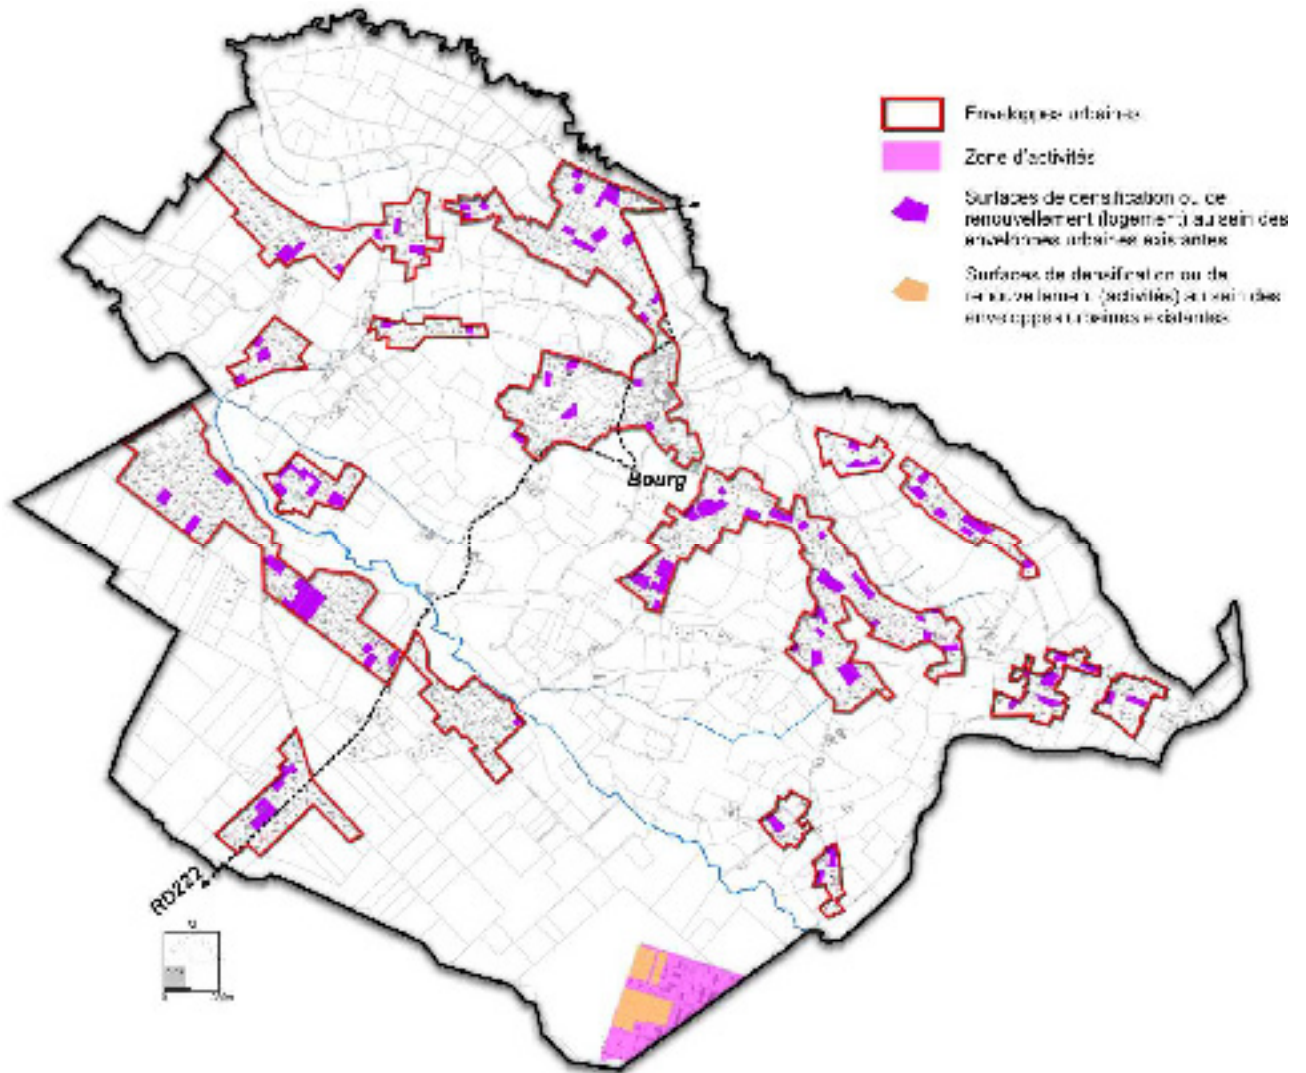 Enveloppes urbaines
Zone d'activités
Surfaces de densification ou de
renouvellement (logement) au sein des
enveloppes urbaines existantes
Surfaces de densification ou de
renouvellement (activités) au sein des
enveloppes urbaines existantes
Bourg
RD222
N
0